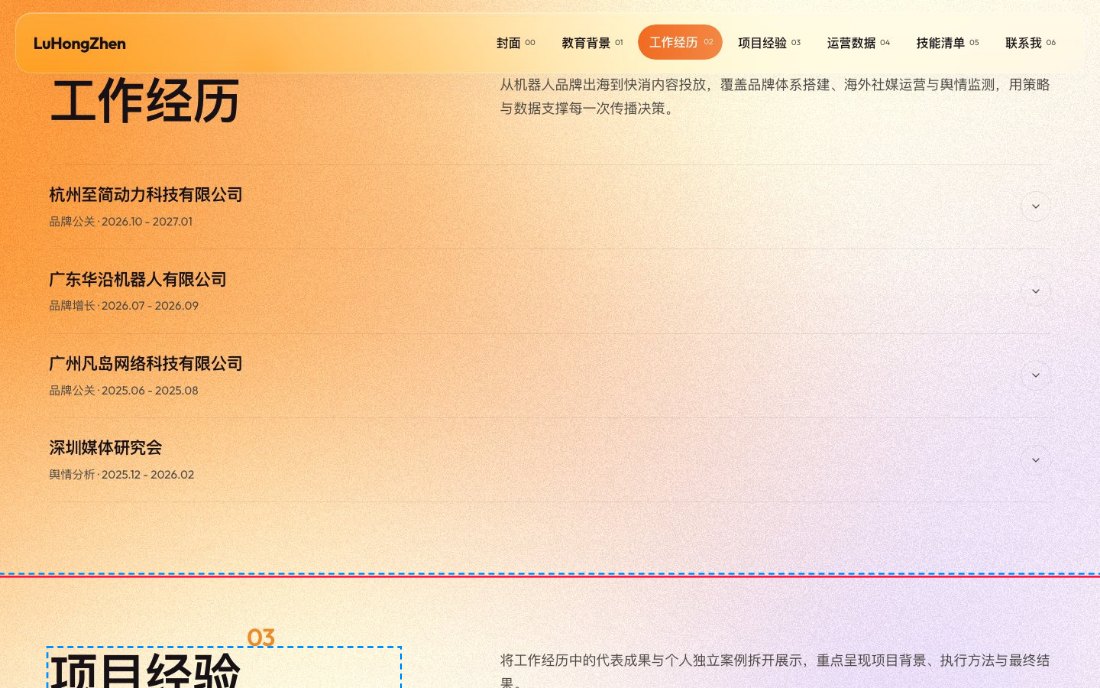 LuHongZhen
封面 00
教育背景 01
工作经历 02
项目经验 03
运营数据 04
技能清单 05
联系我 06
工作经历
从机器人品牌出海到快消内容投放，覆盖品牌体系搭建、海外社媒运营与舆情监测，用策略
与数据支撑每一次传播决策。
杭州至简动力科技有限公司
品牌公关 · 2026.10 - 2027.01
广东华沿机器人有限公司
品牌增长 · 2026.07 - 2026.09
广州凡岛网络科技有限公司
品牌公关 · 2025.06 - 2025.08
深圳媒体研究会
舆情分析 · 2025.12 - 2026.02
03
项目经验
将工作经历中的代表成果与个人独立案例拆开展示，重点呈现项目背景、执行方法与最终结
果。